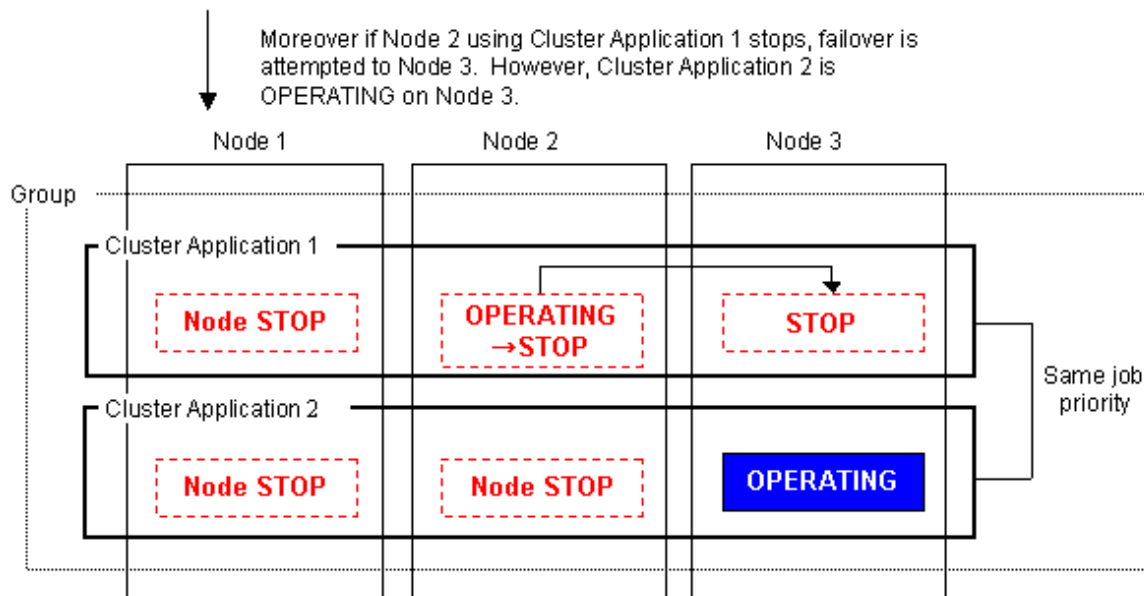 Moreover if Node 2 using Cluster Application 1 stops, failover is
attempted to Node 3.  However, Cluster Application 2 is
OPERATING on Node 3.
Node 1
Node 2
Node 3
Group
Cluster Application 1
Node STOP
OPERATING
→STOP
STOP
Same job
priority
Cluster Application 2
Node STOP
Node STOP
OPERATING